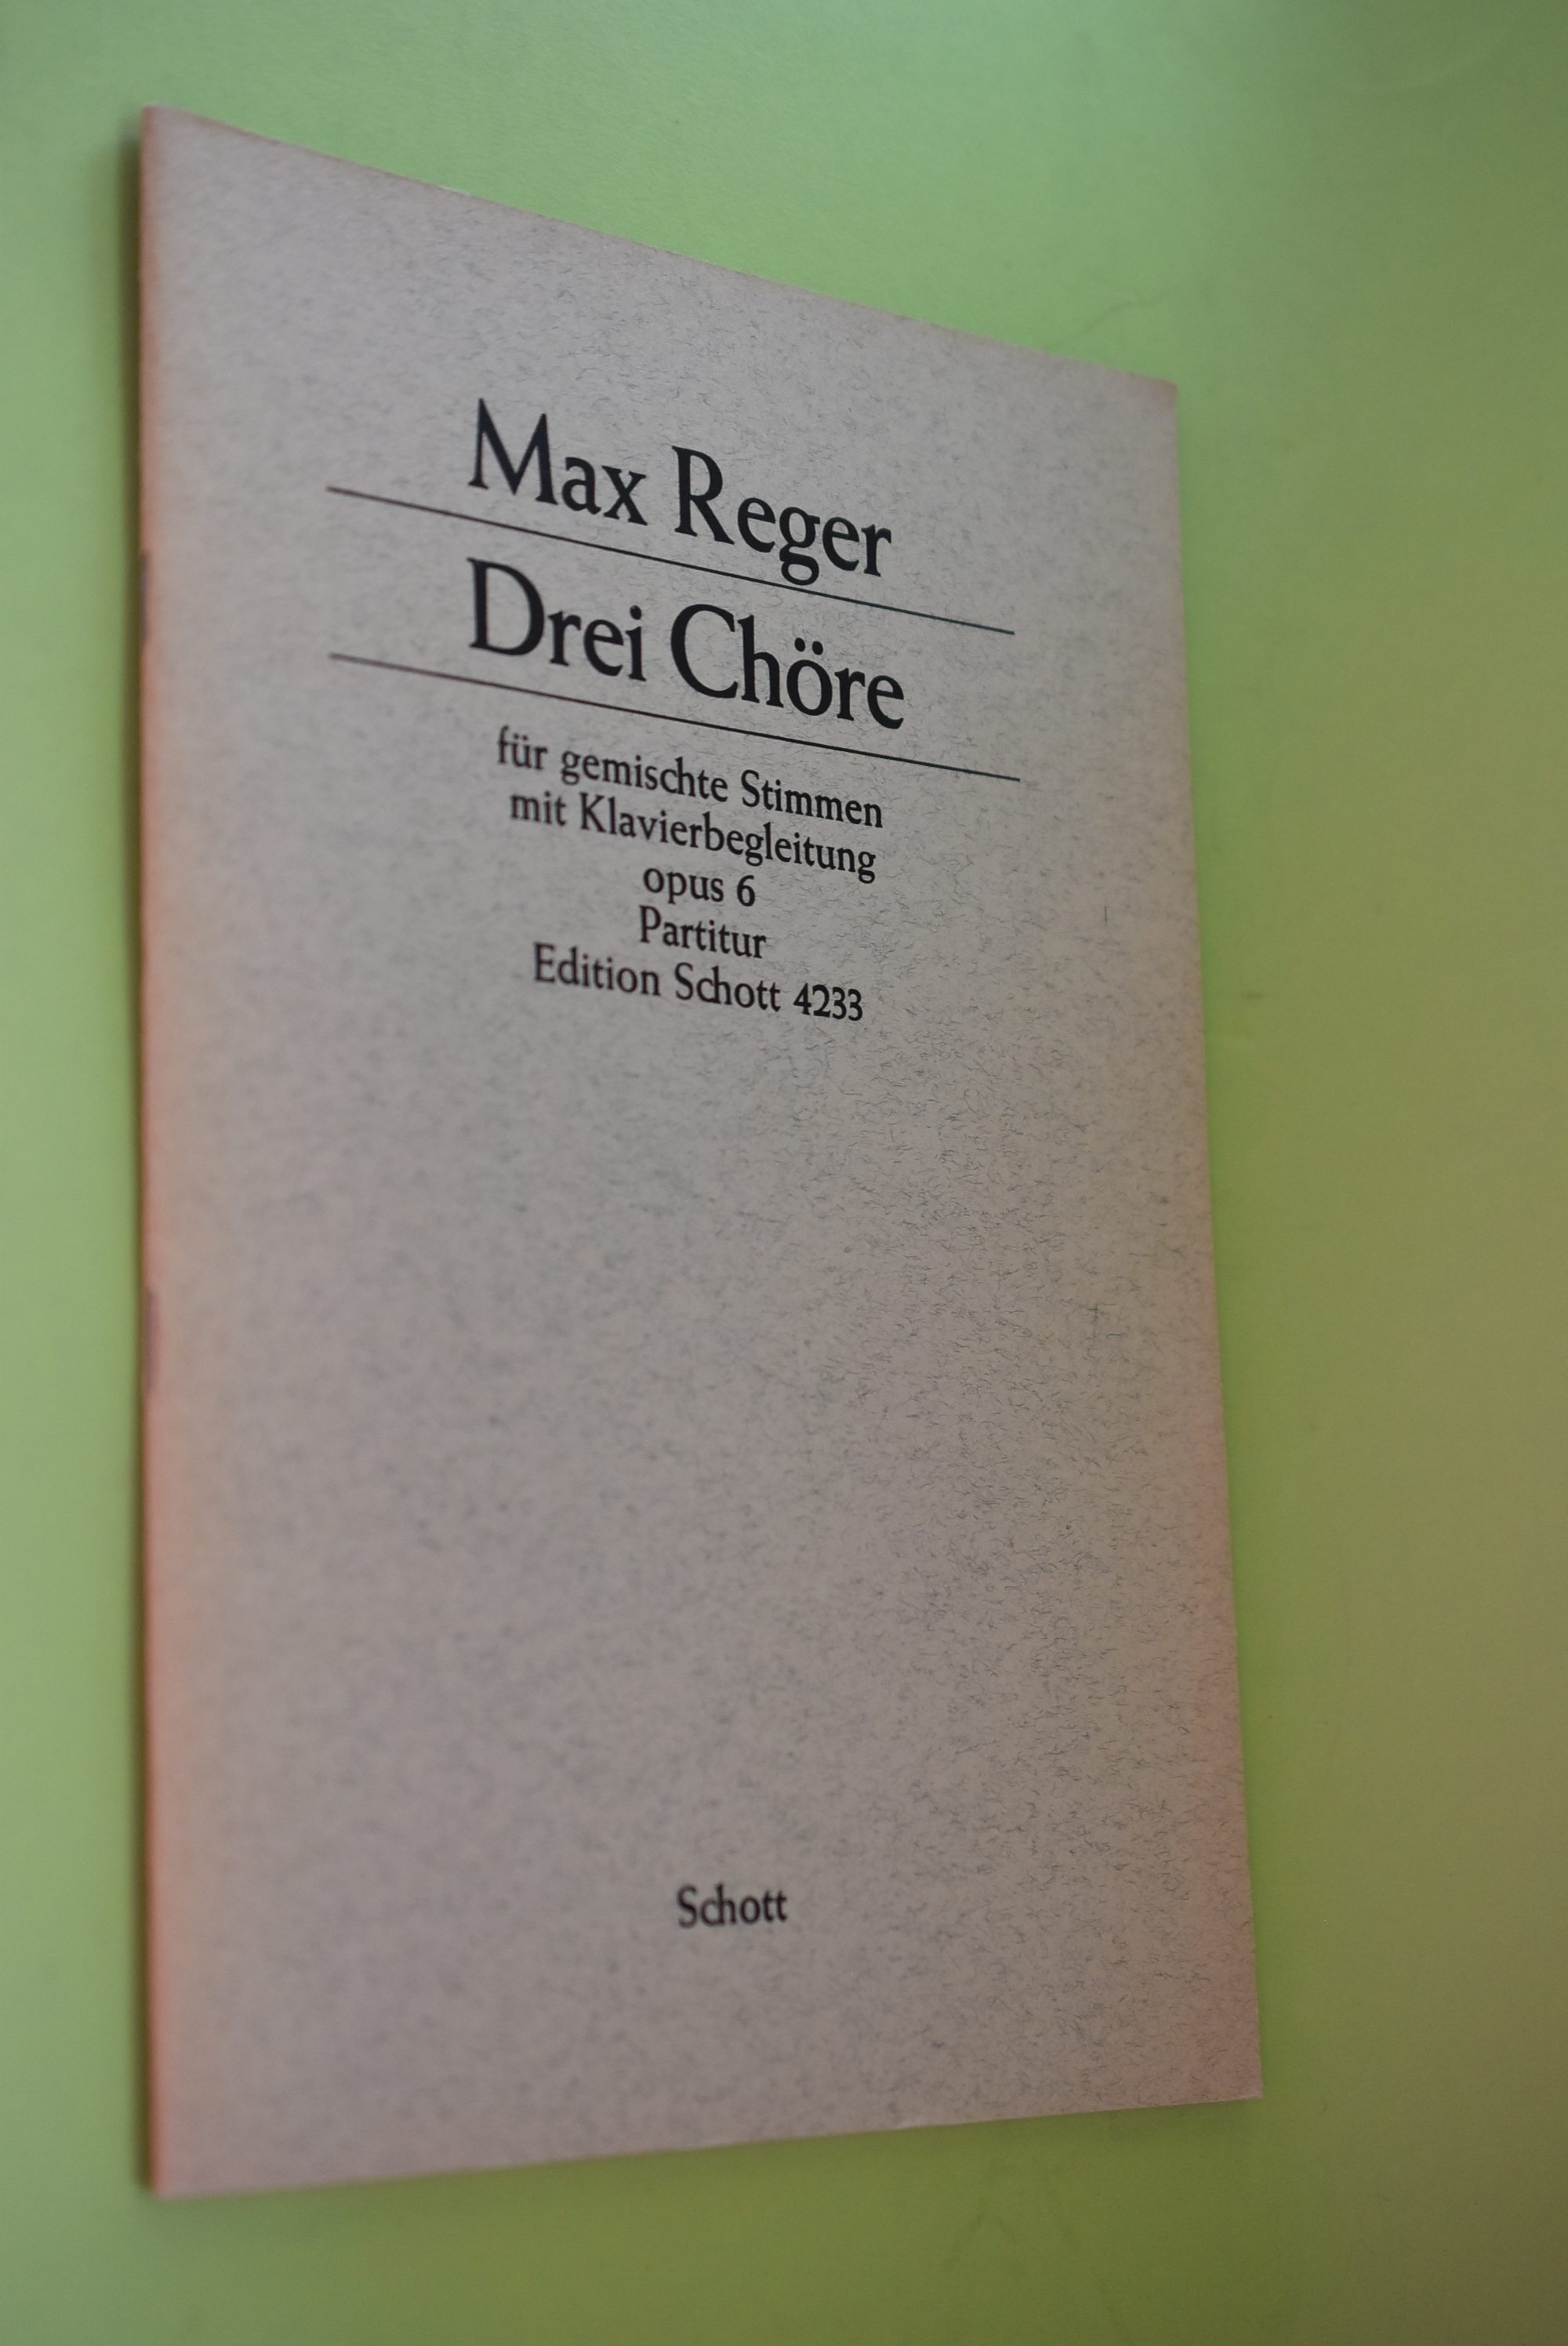 Max Reger
Drei Chöre
für gemischte Stimmen
mit Klavierbegleitung
opus 6
Partitur
Edition Schott 4233
Schott